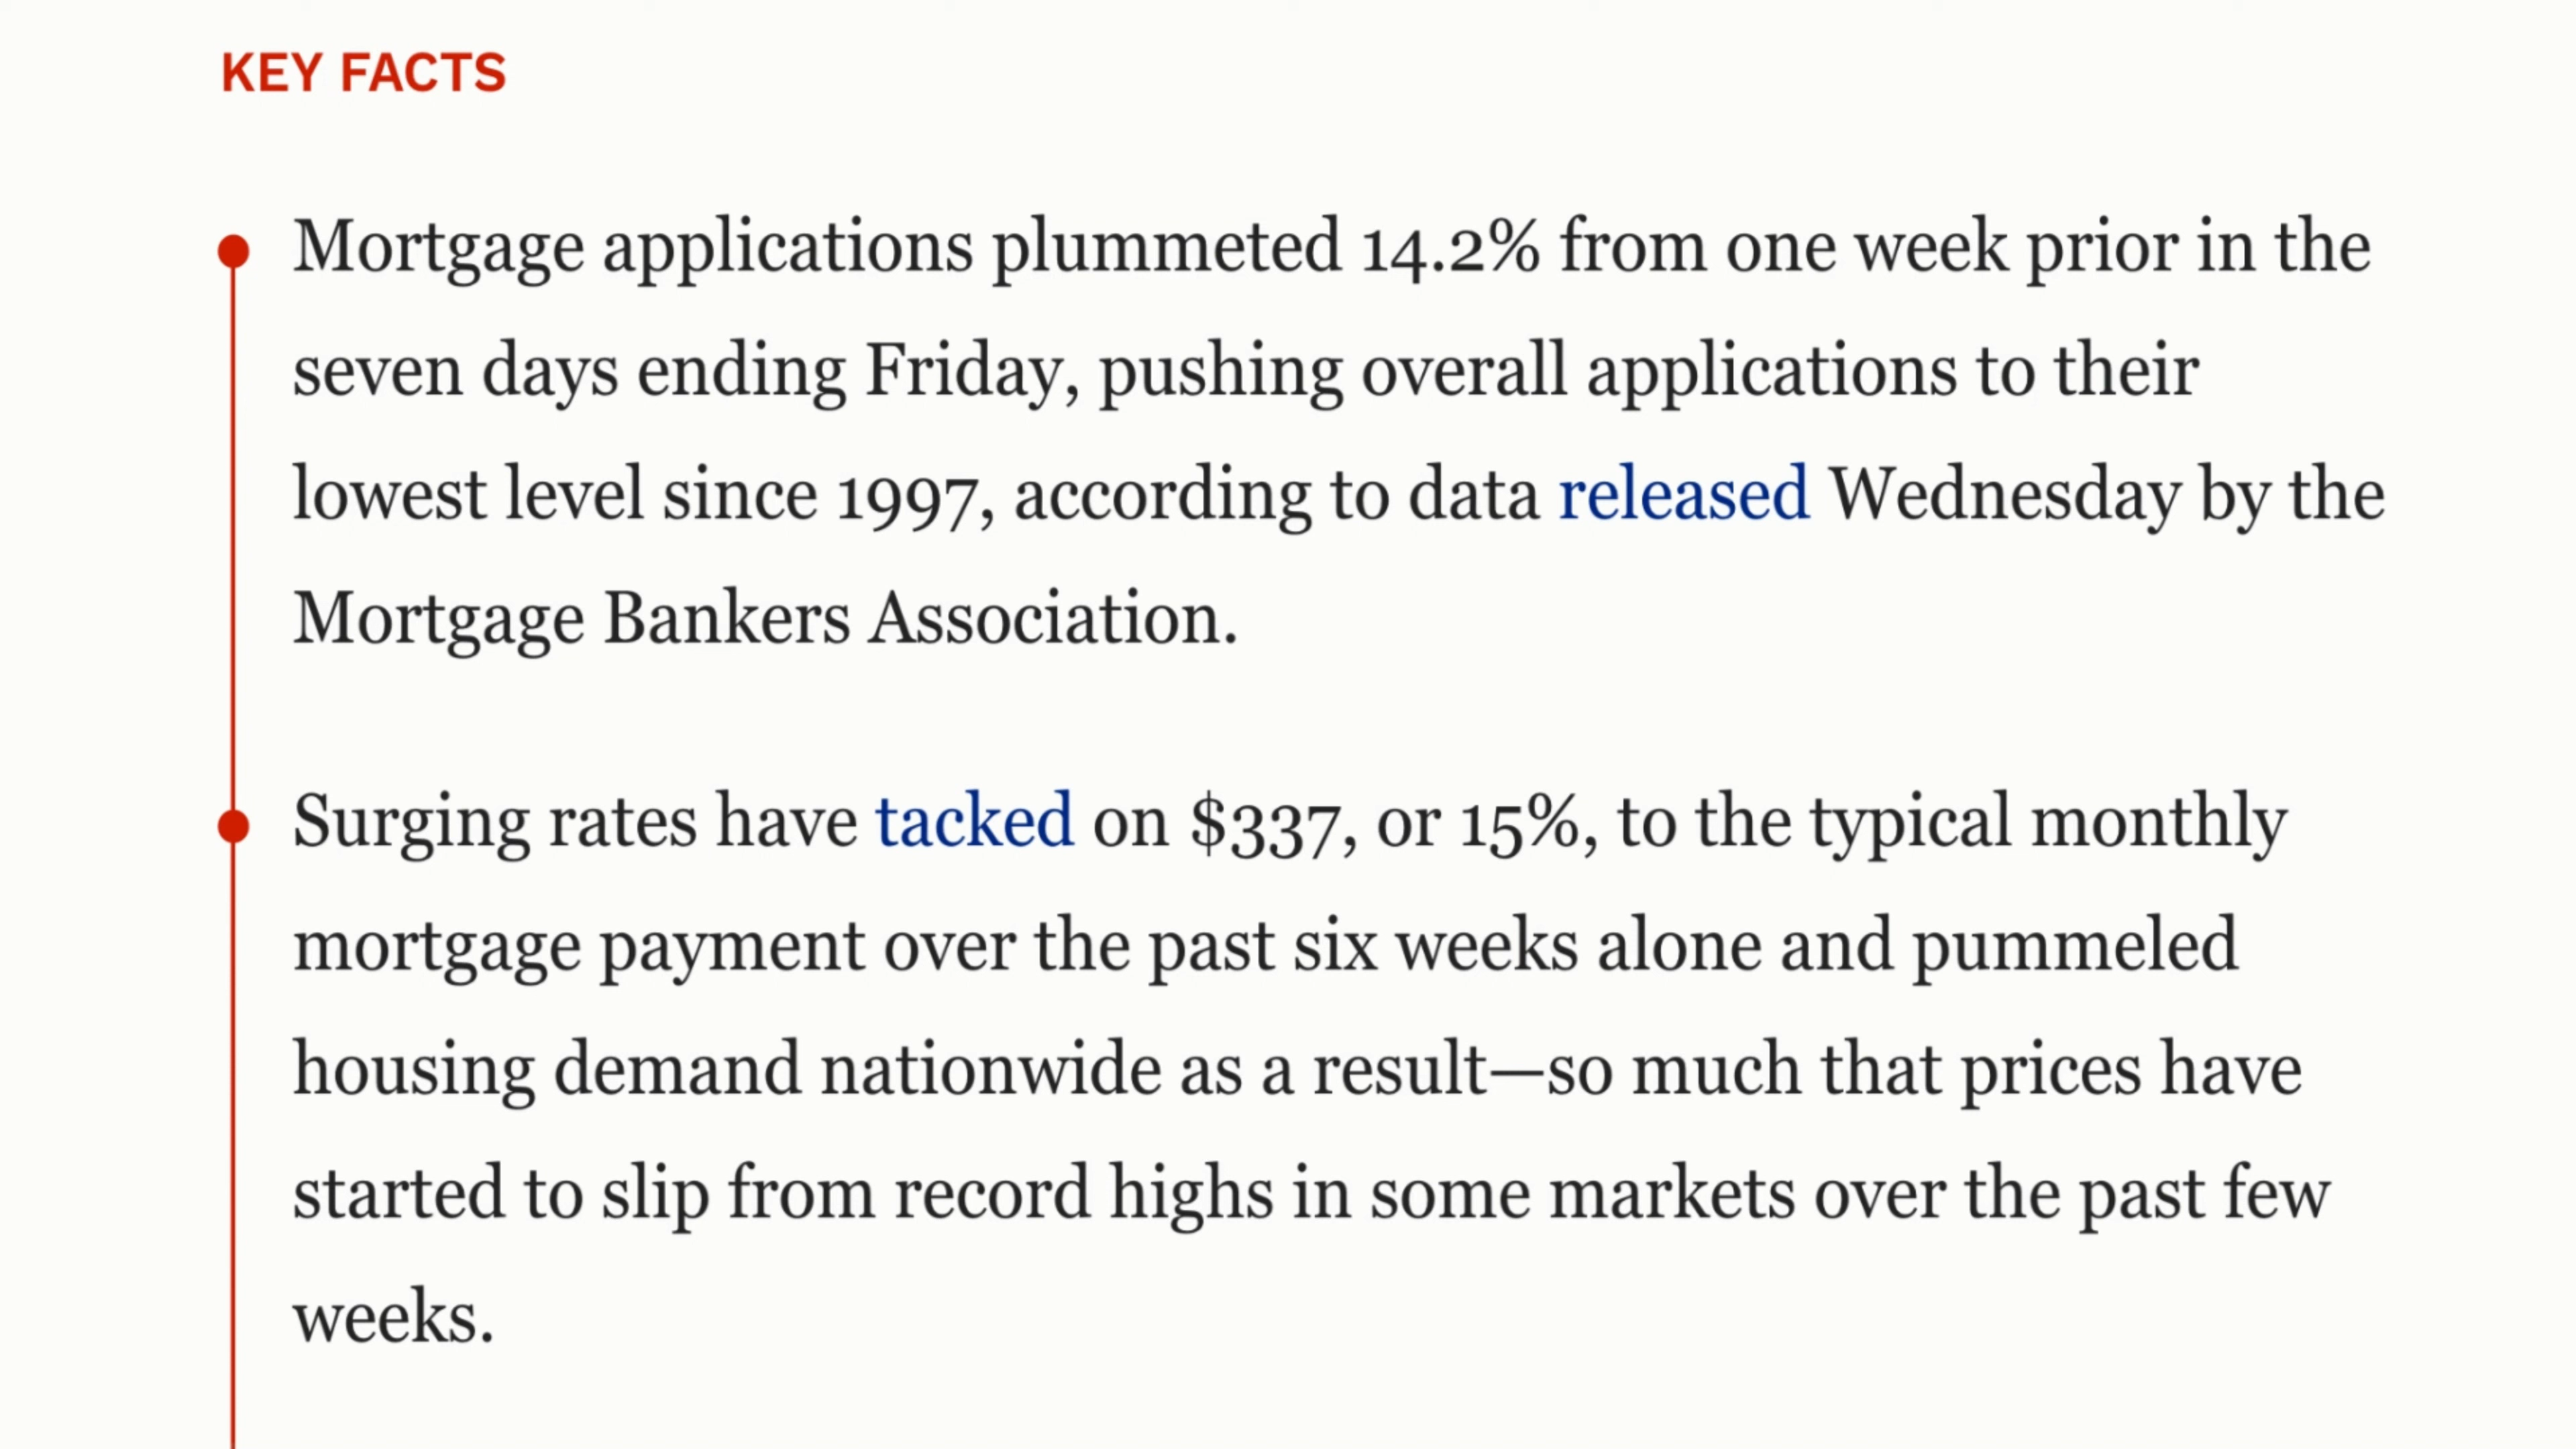 KEY FACTS
Mortgage applications plummeted 14.2% from one week prior in the
seven days ending Friday, pushing overall applications to their
lowest level since 1997, according to data released Wednesday by the
Mortgage Bankers Association.
Surging rates have tacked on $337, or 15%, to the typical monthly
mortgage payment over the past six weeks alone and pummeled
housing demand nationwide as a result—so much that prices have
started to slip from record highs in some markets over the past few
weeks.